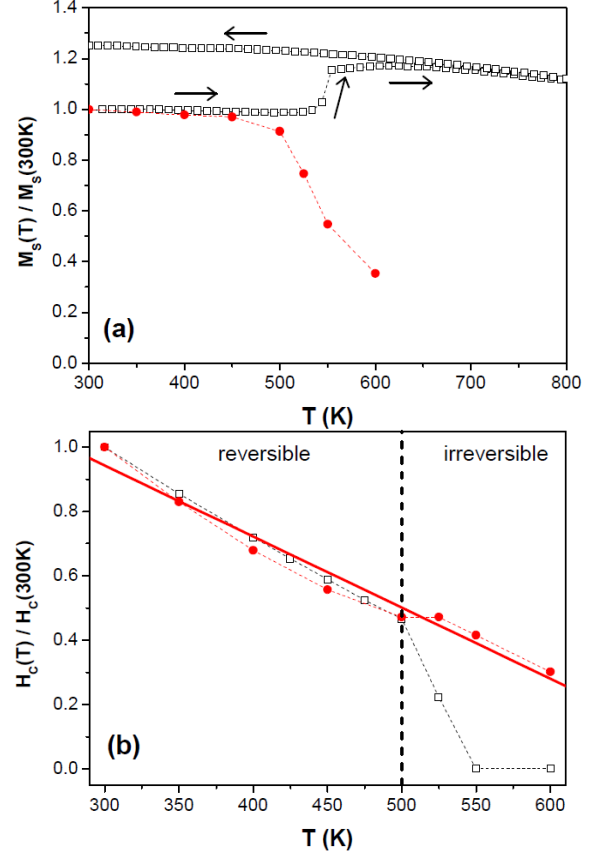 1.4
1.2
1.0
0.8
0.6
0.4
0.2
0.0
M_S(T) / M_S(300K)
(a)
300 400 500 600 700 800
T (K)
reversible irreversible
1.0
0.8
0.6
0.4
0.2
0.0
H_C(T) / H_C(300K)
(b)
300 350 400 450 500 550 600
T (K)